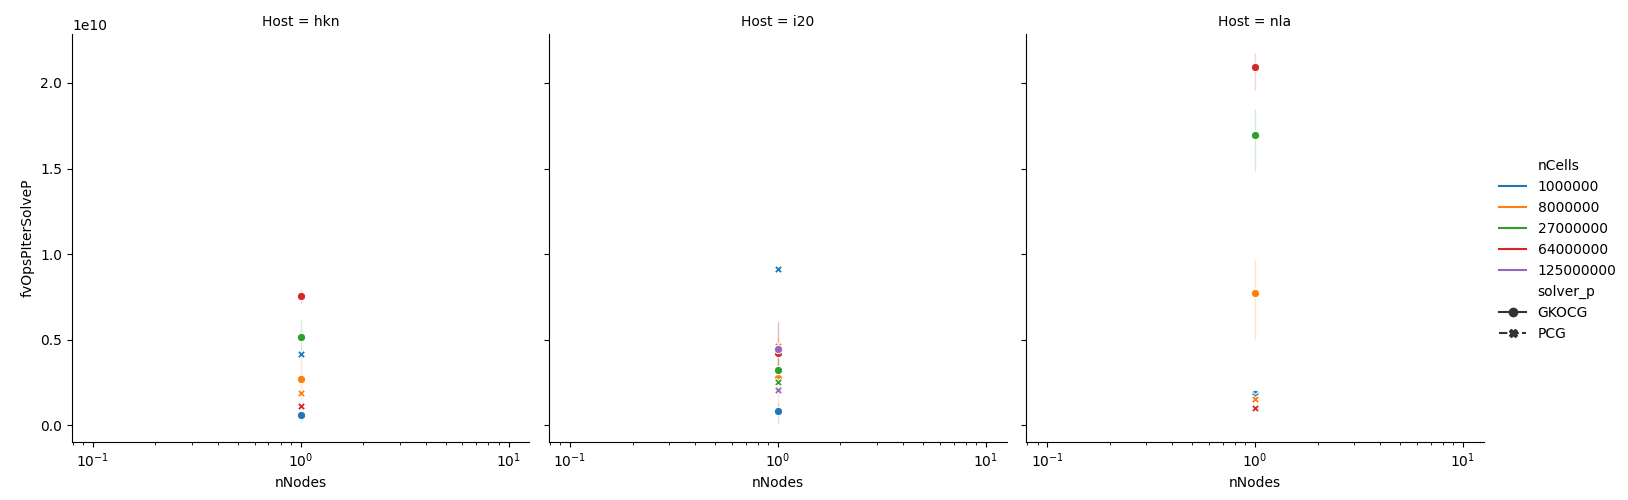 Host = hkn
Host = i20
Host = nla
1e10
2.0
1.5
1.0
0.5
0.0
fvOpsPIterSolveP
10⁻¹
10⁰
10¹
10⁻¹
10⁰
10¹
10⁻¹
10⁰
10¹
nNodes
nNodes
nNodes
nCells
1000000
8000000
27000000
64000000
125000000
solver_p
GKOCG
PCG